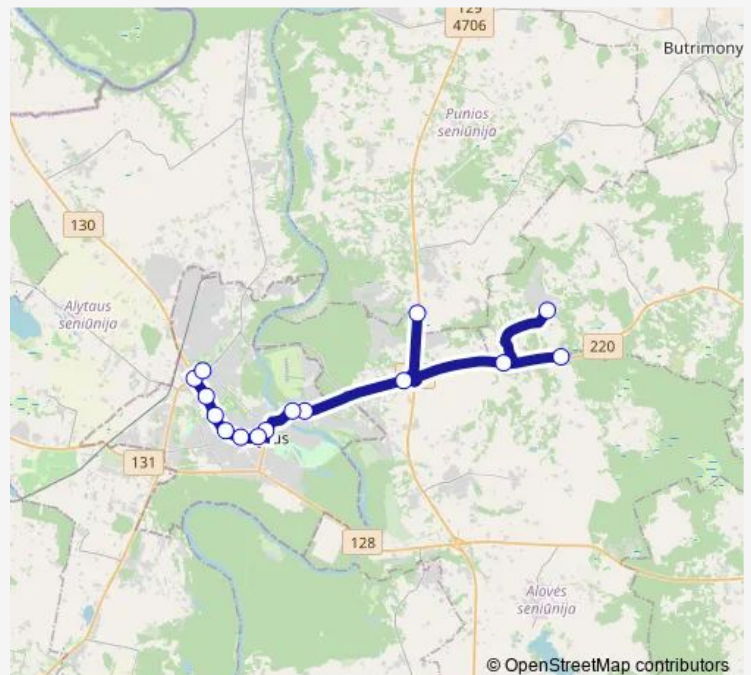 129
4706
Butrimony
Punios
seniūnija
130
Alytaus
seniūnija
220
us
131
128
Alovės
seniūnija
© OpenStreetMap contributors